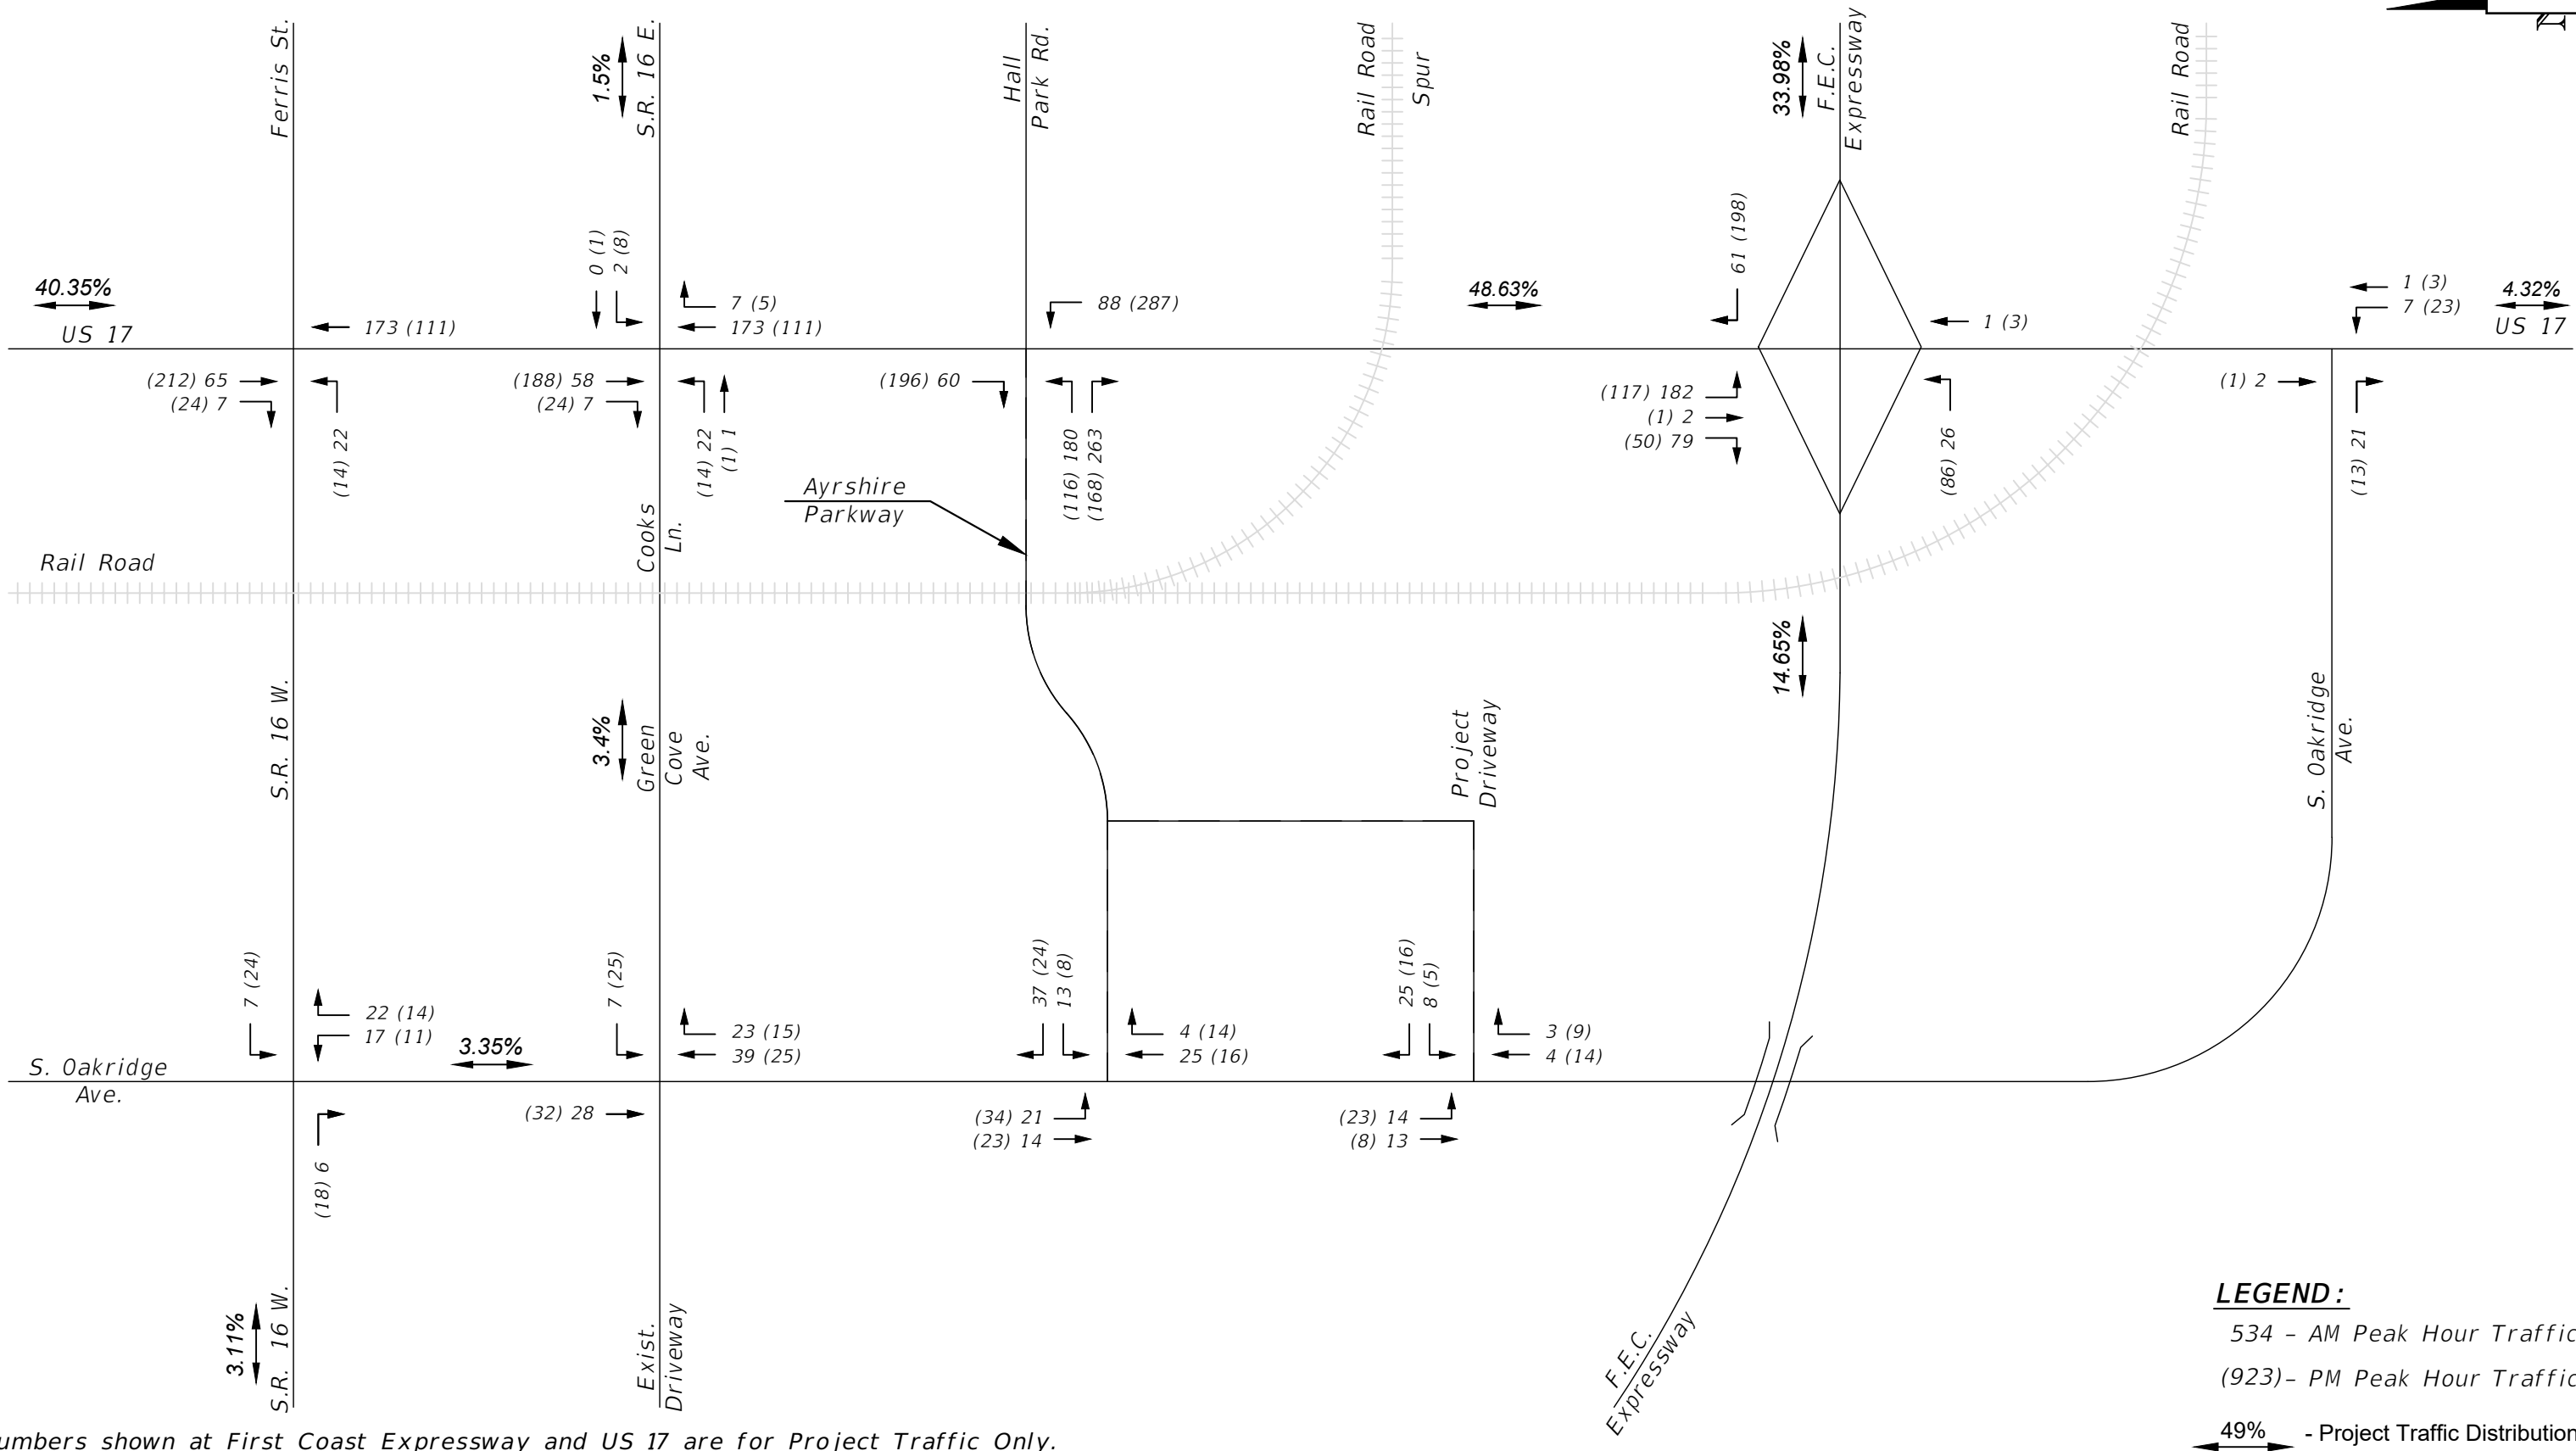 Ferris St.
1.5%
S.R. 16 E.
Hall
Park Rd.
Rail Road
Spur
33.98%
F.E.C.
Expressway
Rail Road
40.35%
US 17
173 (111)
0 (1)
2 (8)
7 (5)
173 (111)
88 (287)
48.63%
61 (198)
1 (3)
1 (3)
7 (23)
4.32%
US 17
(212) 65
(24) 7
(14) 22
(188) 58
(24) 7
(14) 22
(1) 1
(196) 60
(116) 180
(168) 263
(117) 182
(1) 2
(50) 79
(86) 26
(1) 2
(13) 21
Ayrshire
Parkway
Cooks
Ln.
Rail Road
S.R. 16 W.
3.4%
Green
Cove
Ave.
Project
Driveway
14.65%
S. Oakridge
Ave.
7 (24)
22 (14)
17 (11)
3.35%
7 (25)
23 (15)
39 (25)
37 (24)
13 (8)
4 (14)
25 (16)
25 (16)
8 (5)
3 (9)
4 (14)
S. Oakridge
Ave.
(18) 6
(32) 28
(34) 21
(23) 14
(23) 14
(8) 13
3.11%
S.R. 16 W.
Exist.
Driveway
F.E.C.
Expressway
LEGEND:
534 - AM Peak Hour Traffic
(923)- PM Peak Hour Traffic
49% - Project Traffic Distribution
umbers shown at First Coast Expressway and US 17 are for Project Traffic Only.